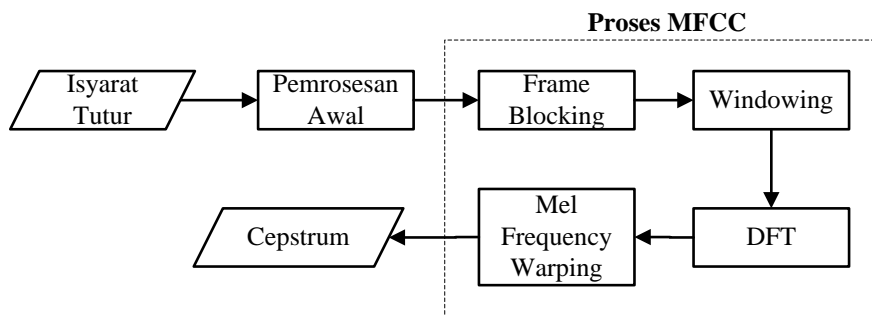 Proses MFCC
Isyarat
Tutur
Pemrosesan
Awal
Frame
Blocking
Windowing
DFT
Mel
Frequency
Warping
Cepstrum